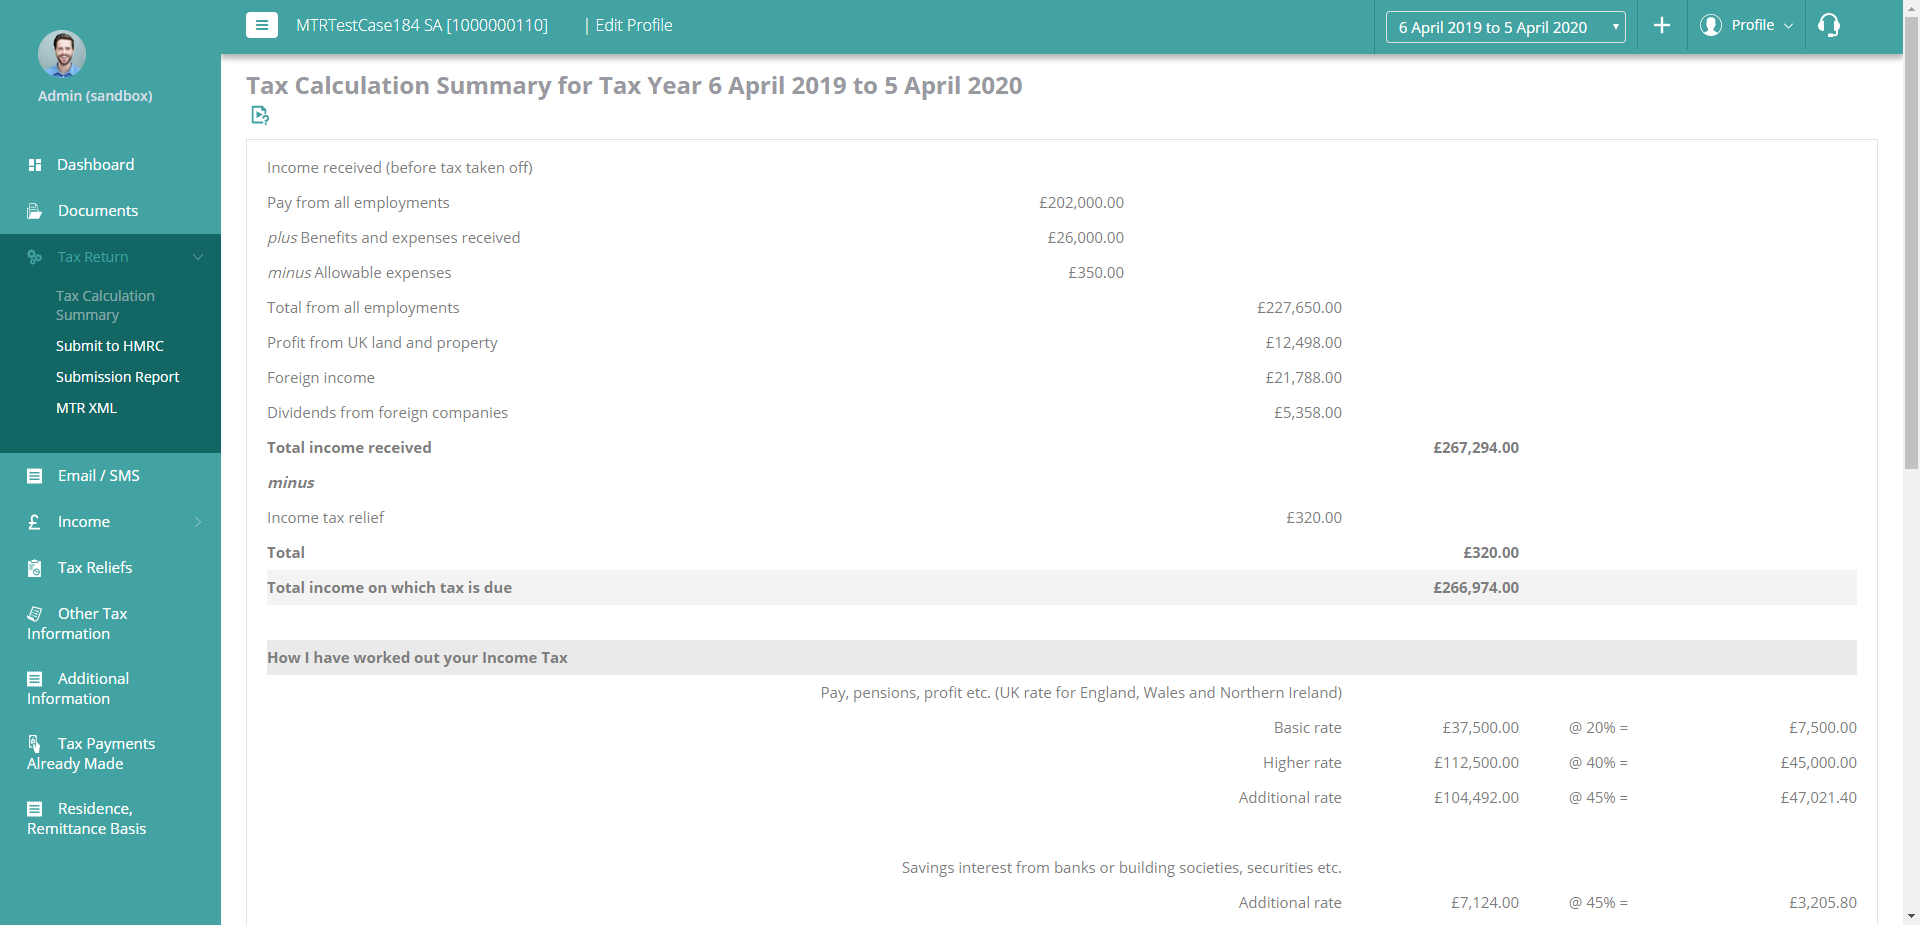 MTRTestCase184 SA [1000000110] | Edit Profile
6 April 2019 to 5 April 2020
Profile
Admin (sandbox)
Dashboard
Documents
Tax Return
Tax Calculation
Summary
Submit to HMRC
Submission Report
MTR XML
Email / SMS
Income
Tax Reliefs
Other Tax
Information
Additional
Information
Tax Payments
Already Made
Residence,
Remittance Basis
Tax Calculation Summary for Tax Year 6 April 2019 to 5 April 2020
Income received (before tax taken off)
Pay from all employments £202,000.00
plus Benefits and expenses received £26,000.00
minus Allowable expenses £350.00
Total from all employments £227,650.00
Profit from UK land and property £12,498.00
Foreign income £21,788.00
Dividends from foreign companies £5,358.00
Total income received £267,294.00
minus
Income tax relief £320.00
Total £320.00
Total income on which tax is due £266,974.00
How I have worked out your Income Tax
Pay, pensions, profit etc. (UK rate for England, Wales and Northern Ireland)
Basic rate £37,500.00 @ 20% = £7,500.00
Higher rate £112,500.00 @ 40% = £45,000.00
Additional rate £104,492.00 @ 45% = £47,021.40
Savings interest from banks or building societies, securities etc.
Additional rate £7,124.00 @ 45% = £3,205.80